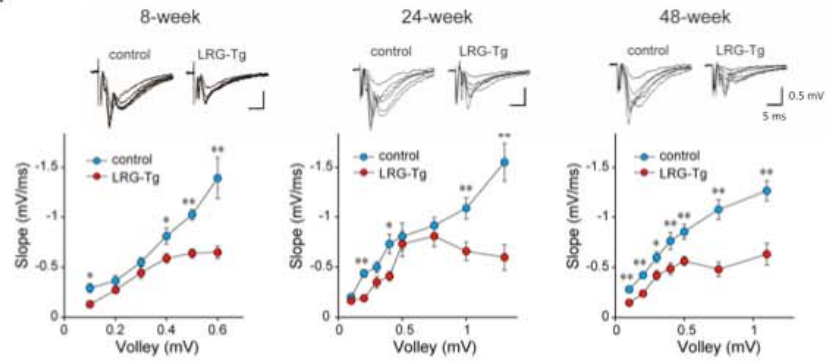 8-week
24-week
48-week
control
LRG-Tg
control
LRG-Tg
control
LRG-Tg
0.5 mV
5 ms
Slope (mV/ms)
-1.5
-1
-0.5
0
control
LRG-Tg
*
*
**
**
0
0.2
0.4
0.6
Volley (mV)
Slope (mV/ms)
-1.5
-1
-0.5
0
control
LRG-Tg
**
*
**
**
0
0.5
1
Volley (mV)
Slope (mV/ms)
-1.5
-1
-0.5
0
control
LRG-Tg
**
**
*
**
**
**
**
0
0.5
1
Volley (mV)